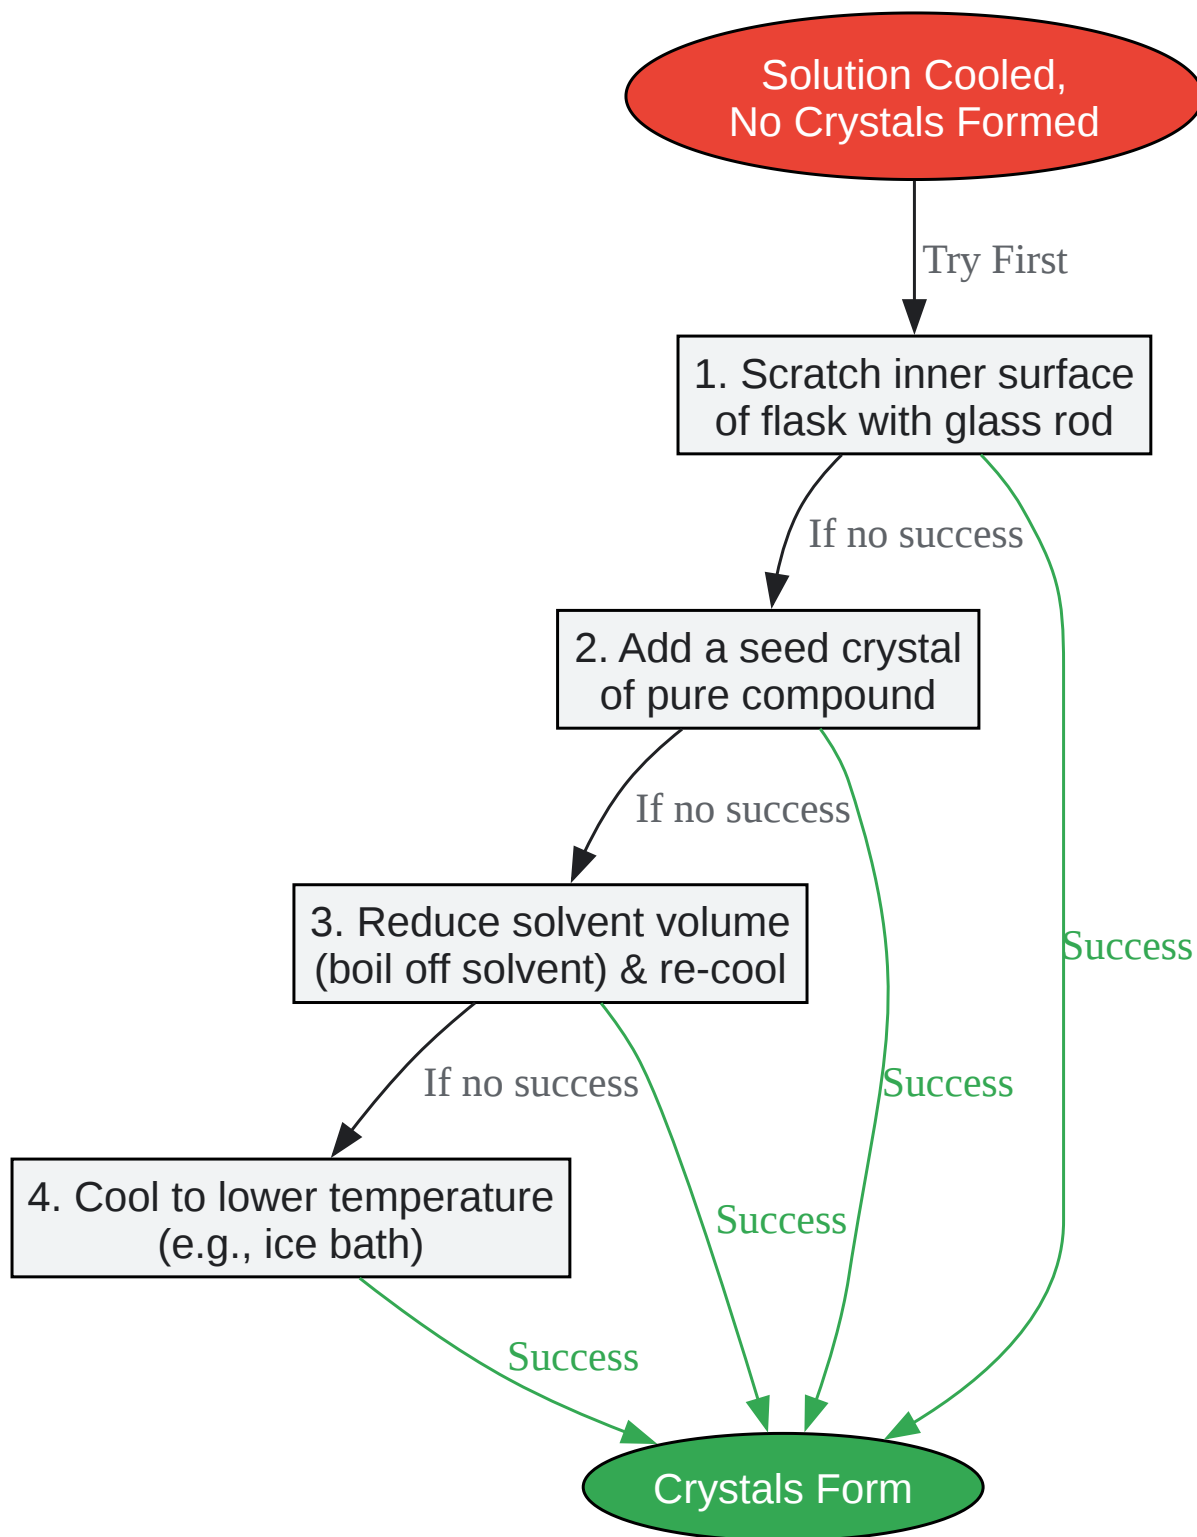 Solution Cooled,
No Crystals Formed
Try First
1. Scratch inner surface
of flask with glass rod
If no success
2. Add a seed crystal
of pure compound
If no success
3. Reduce solvent volume
(boil off solvent) & re-cool
Success
If no success
Success
4. Cool to lower temperature
(e.g., ice bath)
Success
Success
Crystals Form